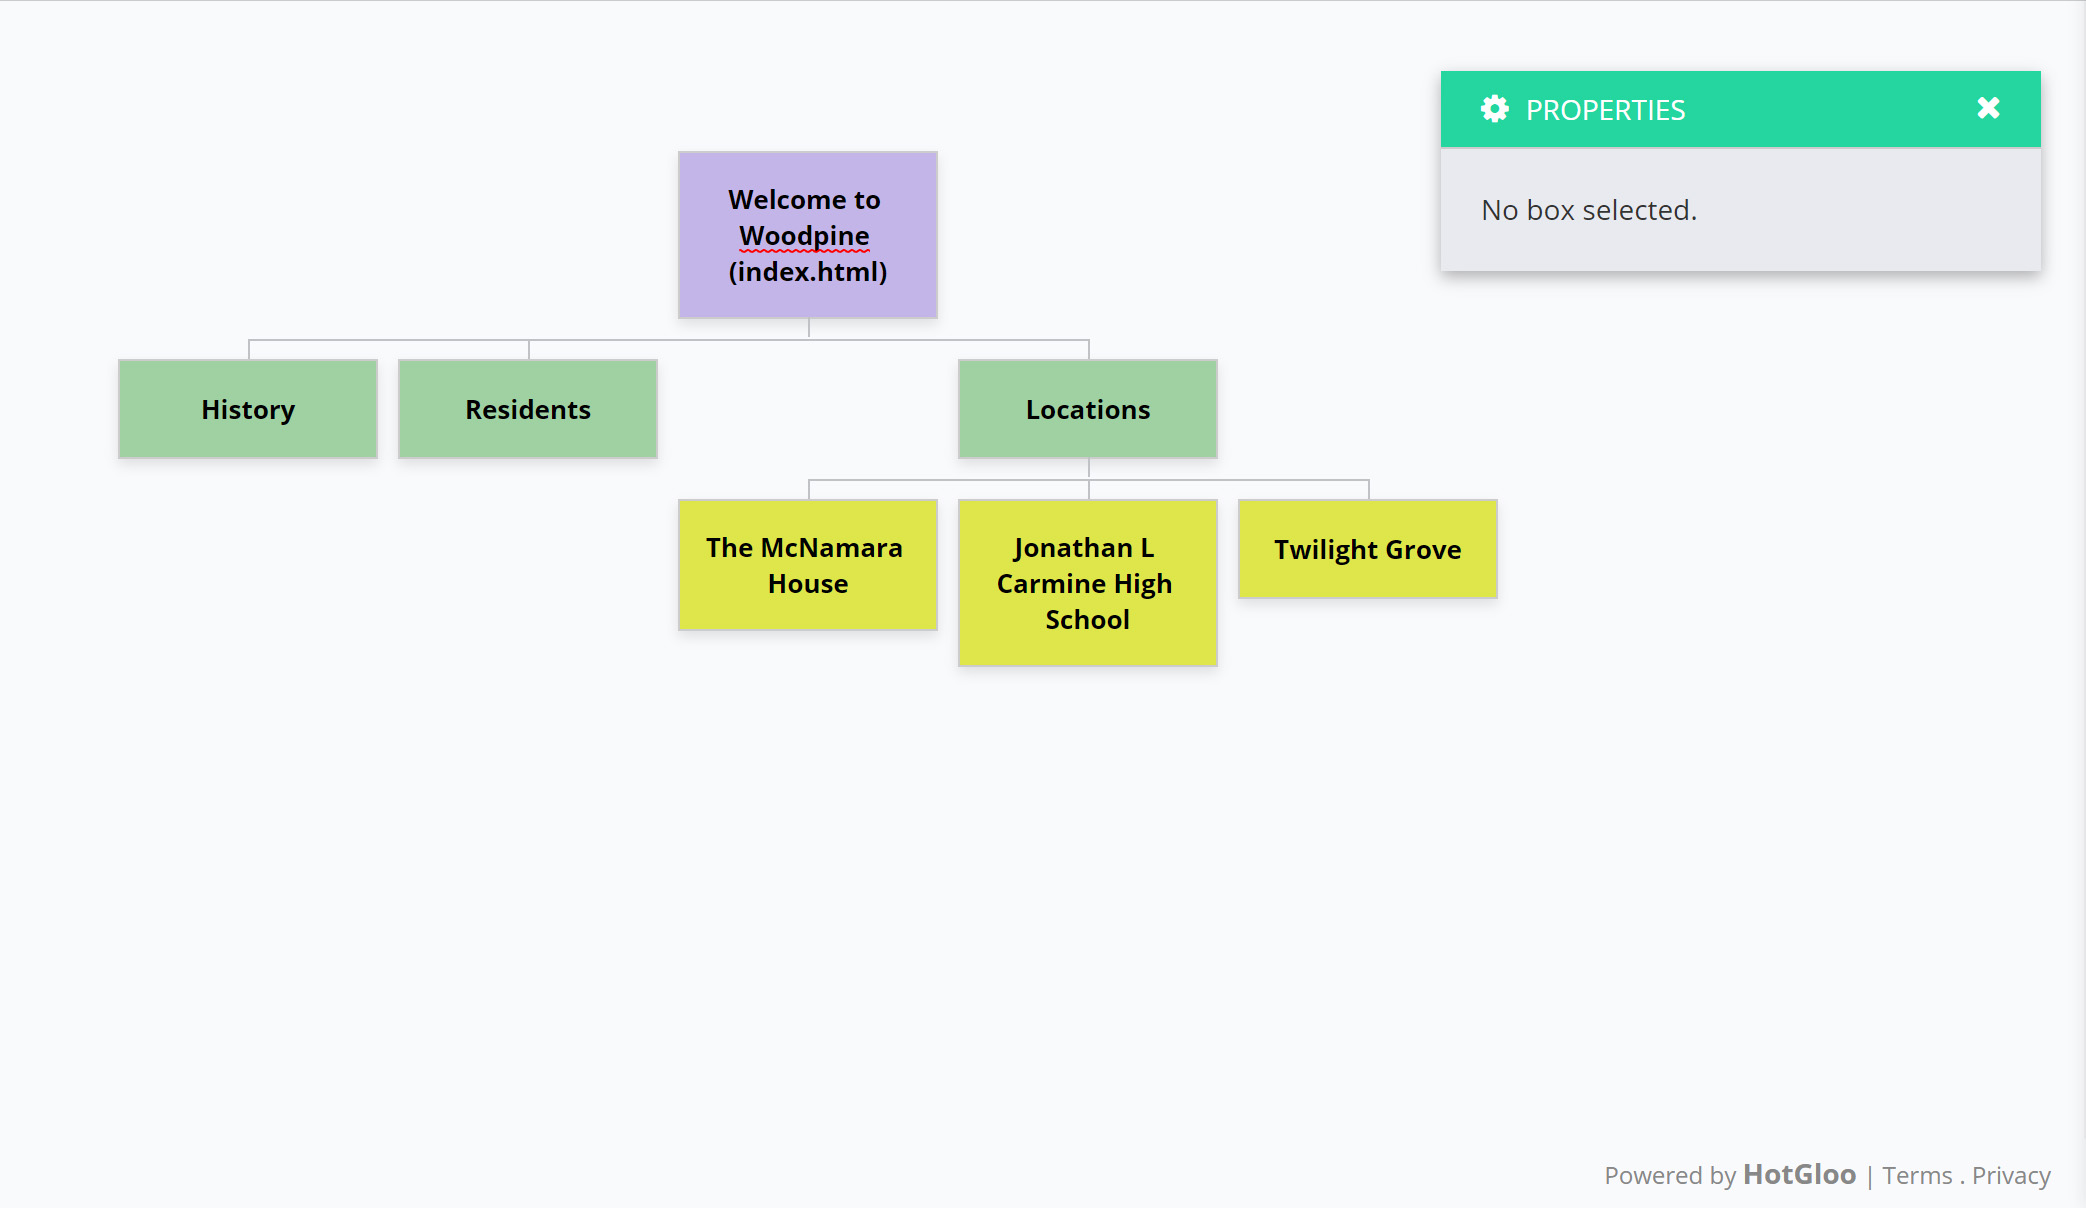 PROPERTIES
No box selected.
Welcome to
Woodpine
(index.html)
History
Residents
Locations
The McNamara
House
Jonathan L
Carmine High
School
Twilight Grove
Powered by HotGloo | Terms . Privacy